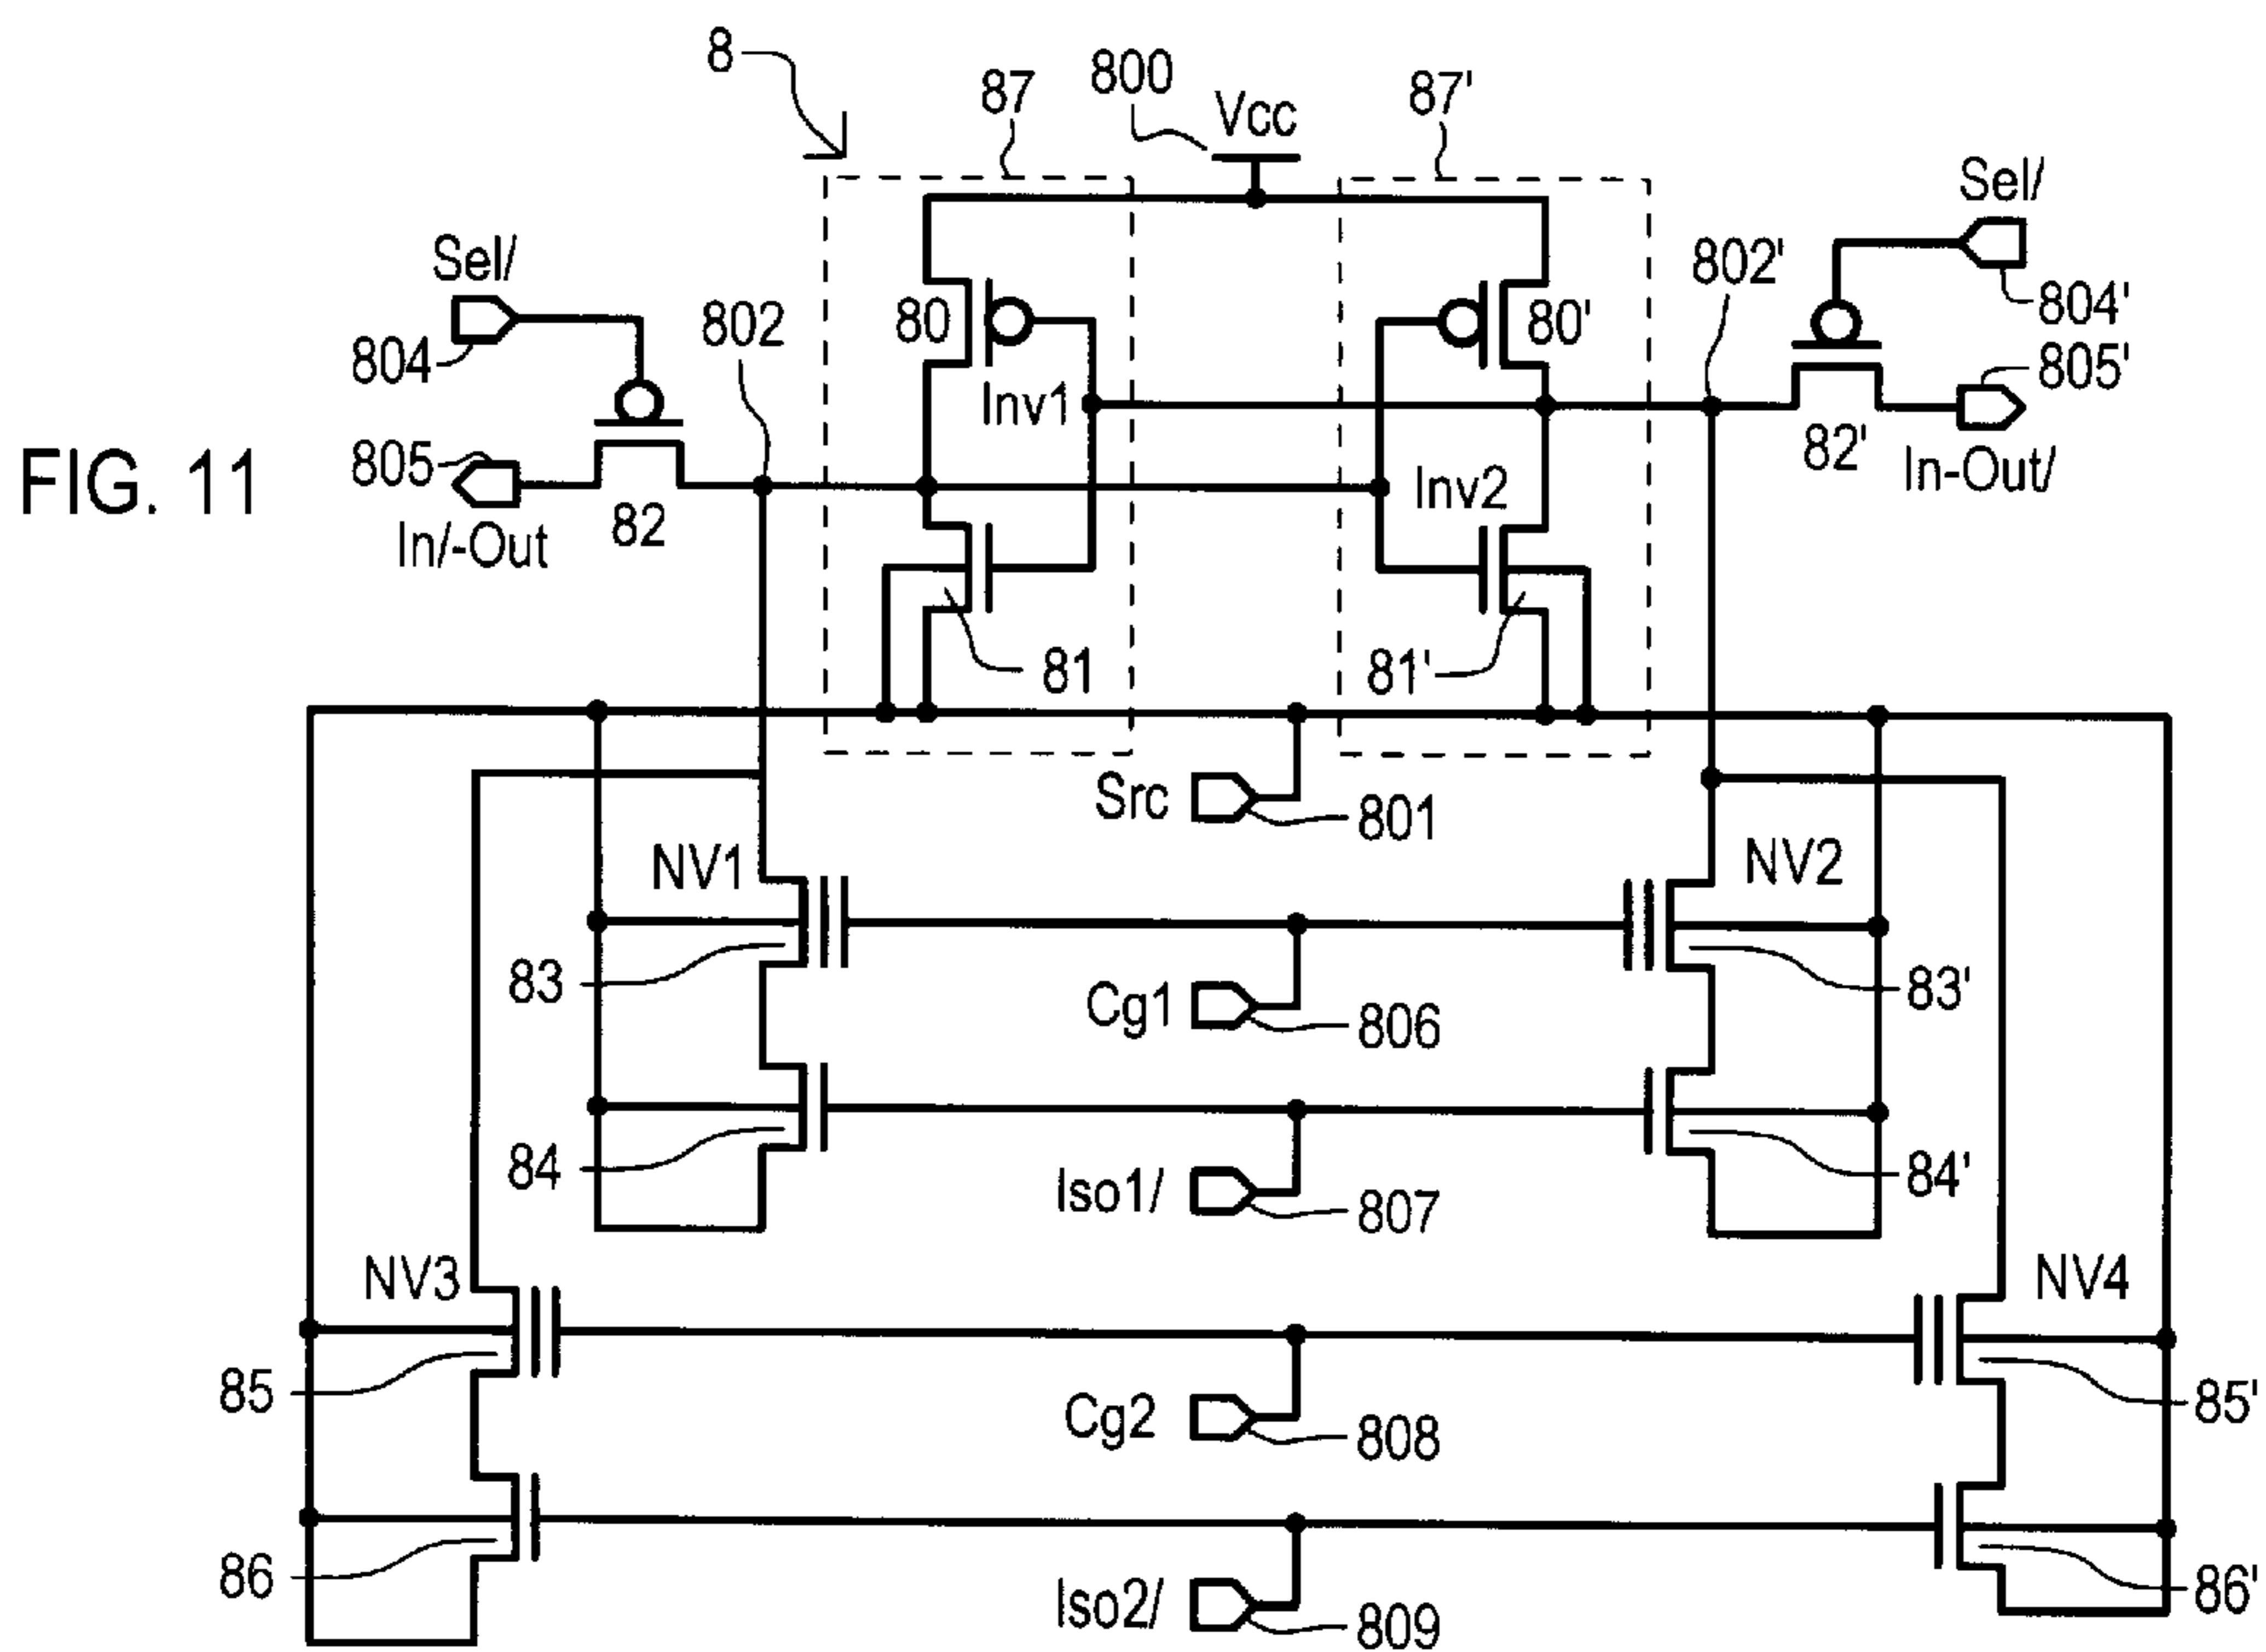 8
87
800
Vcc
87'
Sel/
804
802
80
Inv1
80'
802'
Sel/
804'
805'
82'
In-Out/
FIG. 11
805
In/-Out
82
Inv2
81
81'
Src
801
NV1
NV2
83
Cg1
806
83'
84
Iso1/
807
84'
NV3
NV4
85
Cg2
808
85'
86
Iso2/
809
86'